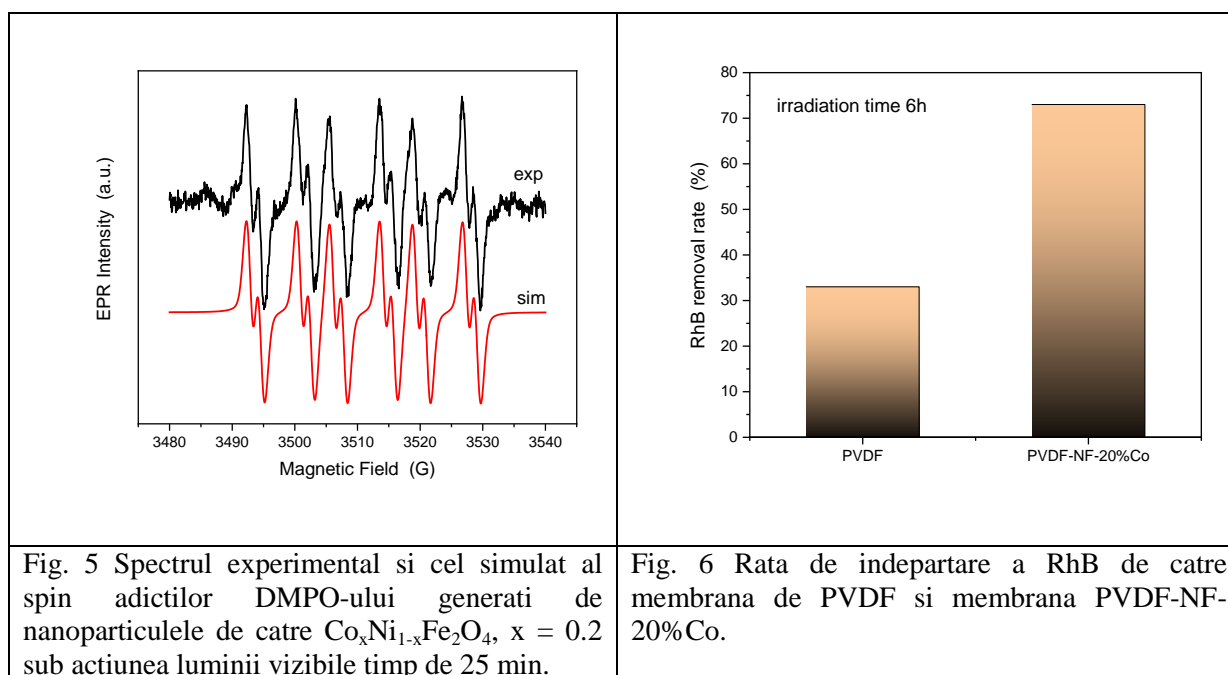 EPR Intensity (a.u.)
exp
sim
3480 3490 3500 3510 3520 3530 3540
Magnetic Field (G)
80
70
60
50
40
30
20
10
0
RhB removal rate (%)
irradiation time 6h
PVDF PVDF-NF-20%Co
Fig. 5 Spectrul experimental si cel simulat al
spin adictilor DMPO-ului generati de
nanoparticulele de catre CoₓNi₁₋ₓFe₂O₄, x = 0.2
sub actiunea luminii vizibile timp de 25 min.
Fig. 6 Rata de indepartare a RhB de catre
membrana de PVDF si membrana PVDF-NF-
20%Co.